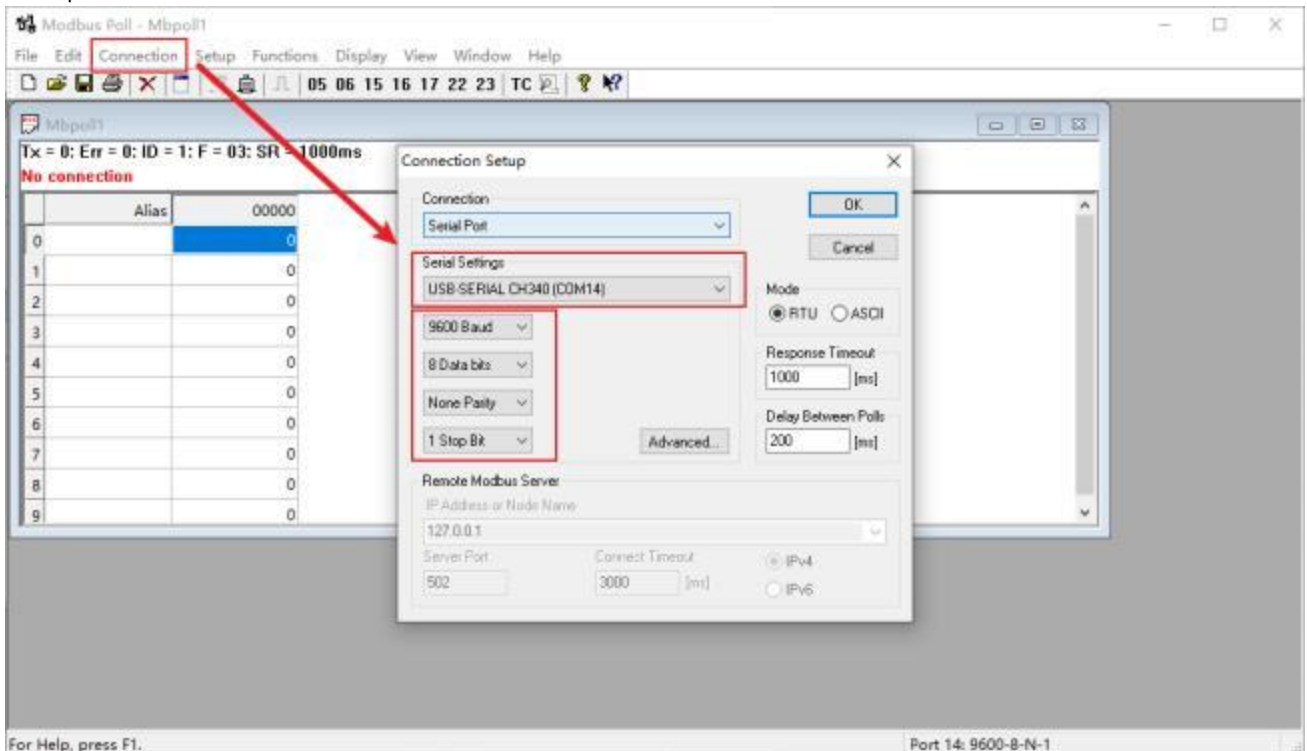 Modbus Poll - Mbpoll1
File Edit Connection Setup Functions Display View Window Help
05 06 15 16 17 22 23 TC
Mbpoll1
Tx = 0: Err = 0: ID = 1: F = 03: SR = 1000ms
No connection
Alias 00000
0 0
1 0
2 0
3 0
4 0
5 0
6 0
7 0
8 0
9 0
Connection Setup
Connection
Serial Port
OK
Cancel
Serial Settings
USB-SERIAL CH340 (COM14)
Mode
RTU ASCII
9600 Baud
8 Data bits
None Parity
1 Stop Bit
Advanced...
Response Timeout
1000 [ms]
Delay Between Polls
200 [ms]
Remote Modbus Server
IP Address or Node Name
127.0.0.1
Server Port Connect Timeout
502 3000 [ms]
IPv4
IPv6
For Help, press F1.
Port 14: 9600-8-N-1